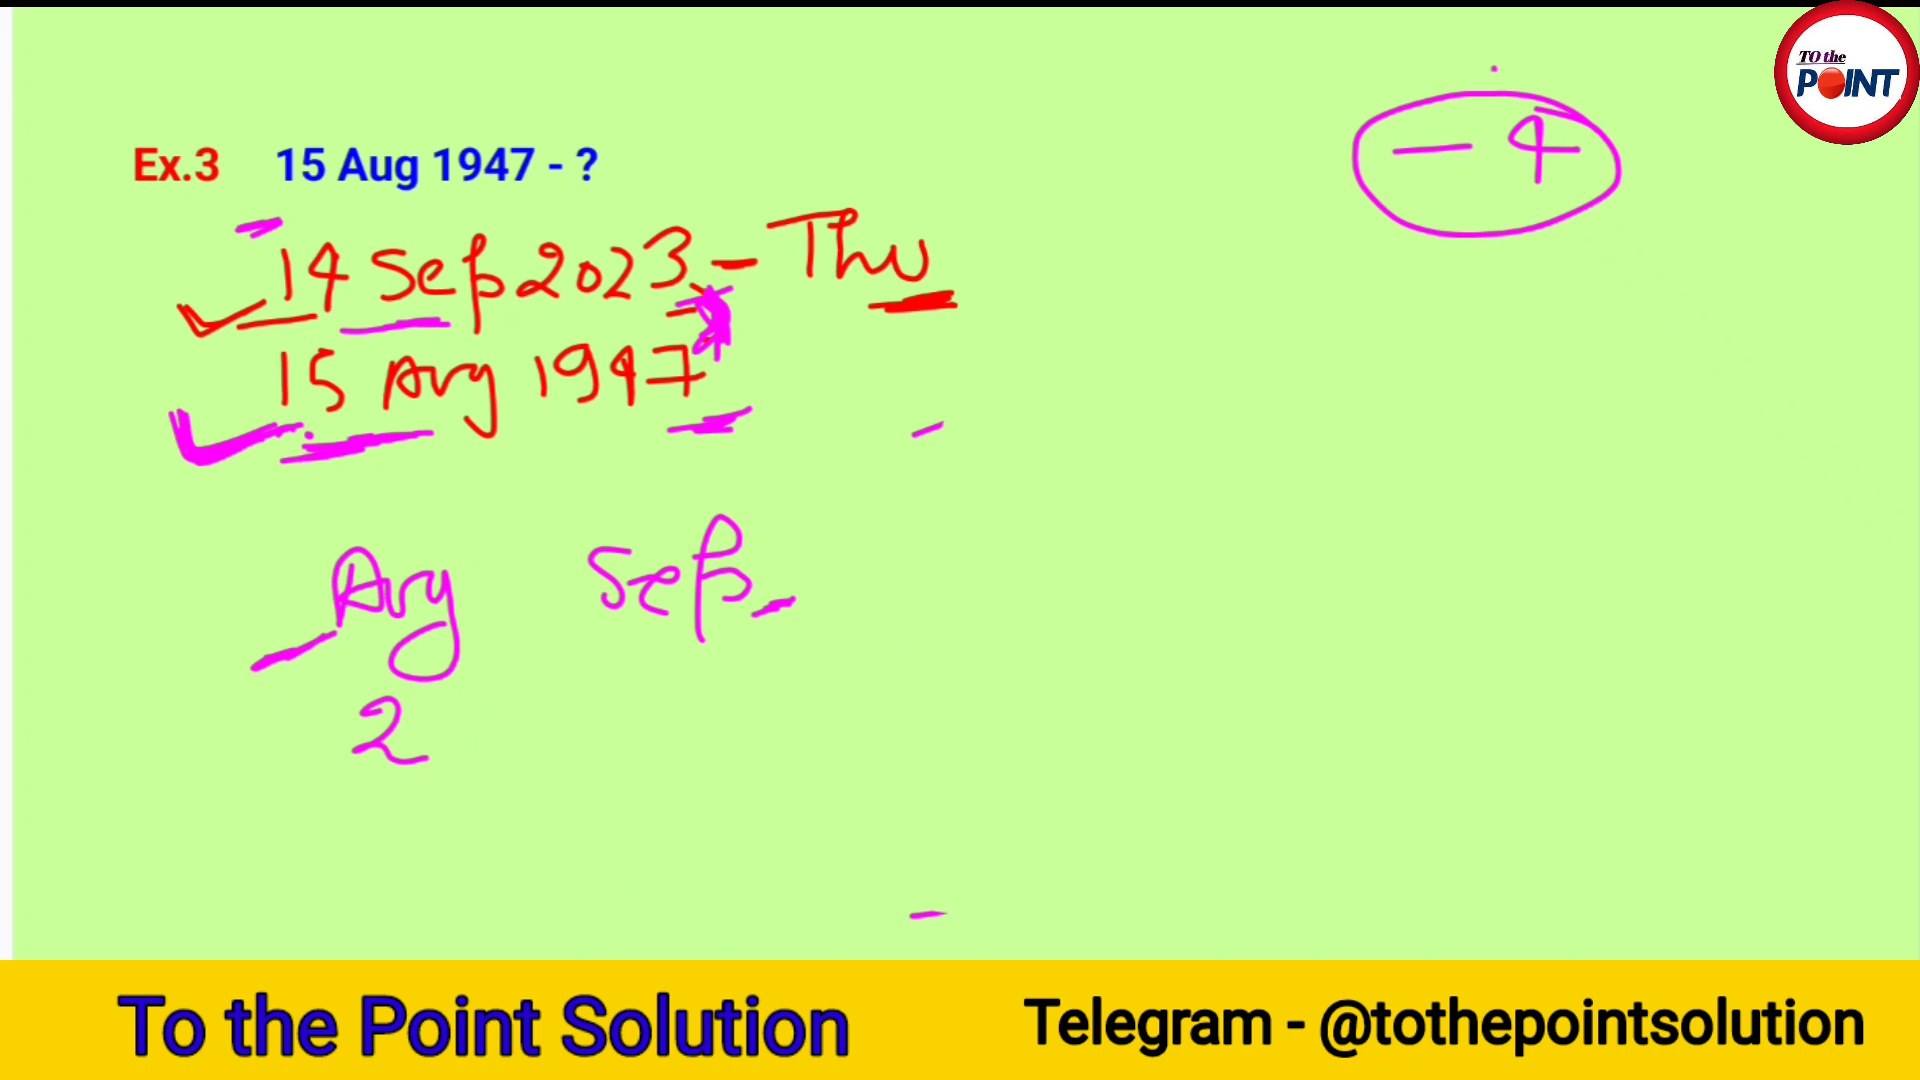 TO the
POINT
Ex.3 15 Aug 1947 - ?
- 4
14 Sep 2023 - Thu
15 Aug 1947
Aug Sep
2
To the Point Solution Telegram - @tothepointsolution